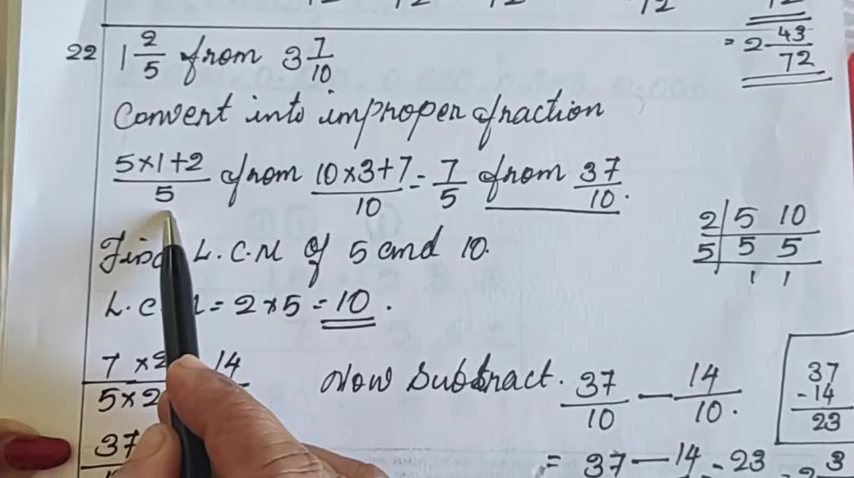 = 2 43/72
22 1 2/5 from 3 7/10
Convert into improper fraction
5×1+2/5 from 10×3+7/10 = 7/5 from 37/10.
2 | 5 10
5 | 5 5
1 1
Find L.C.M of 5 and 10.
L.C. = 2×5 = 10.
7 × 14
5×2
Now Subtract. 37/10 — 14/10.
37
-14
23
37
= 37 — 14 = 23